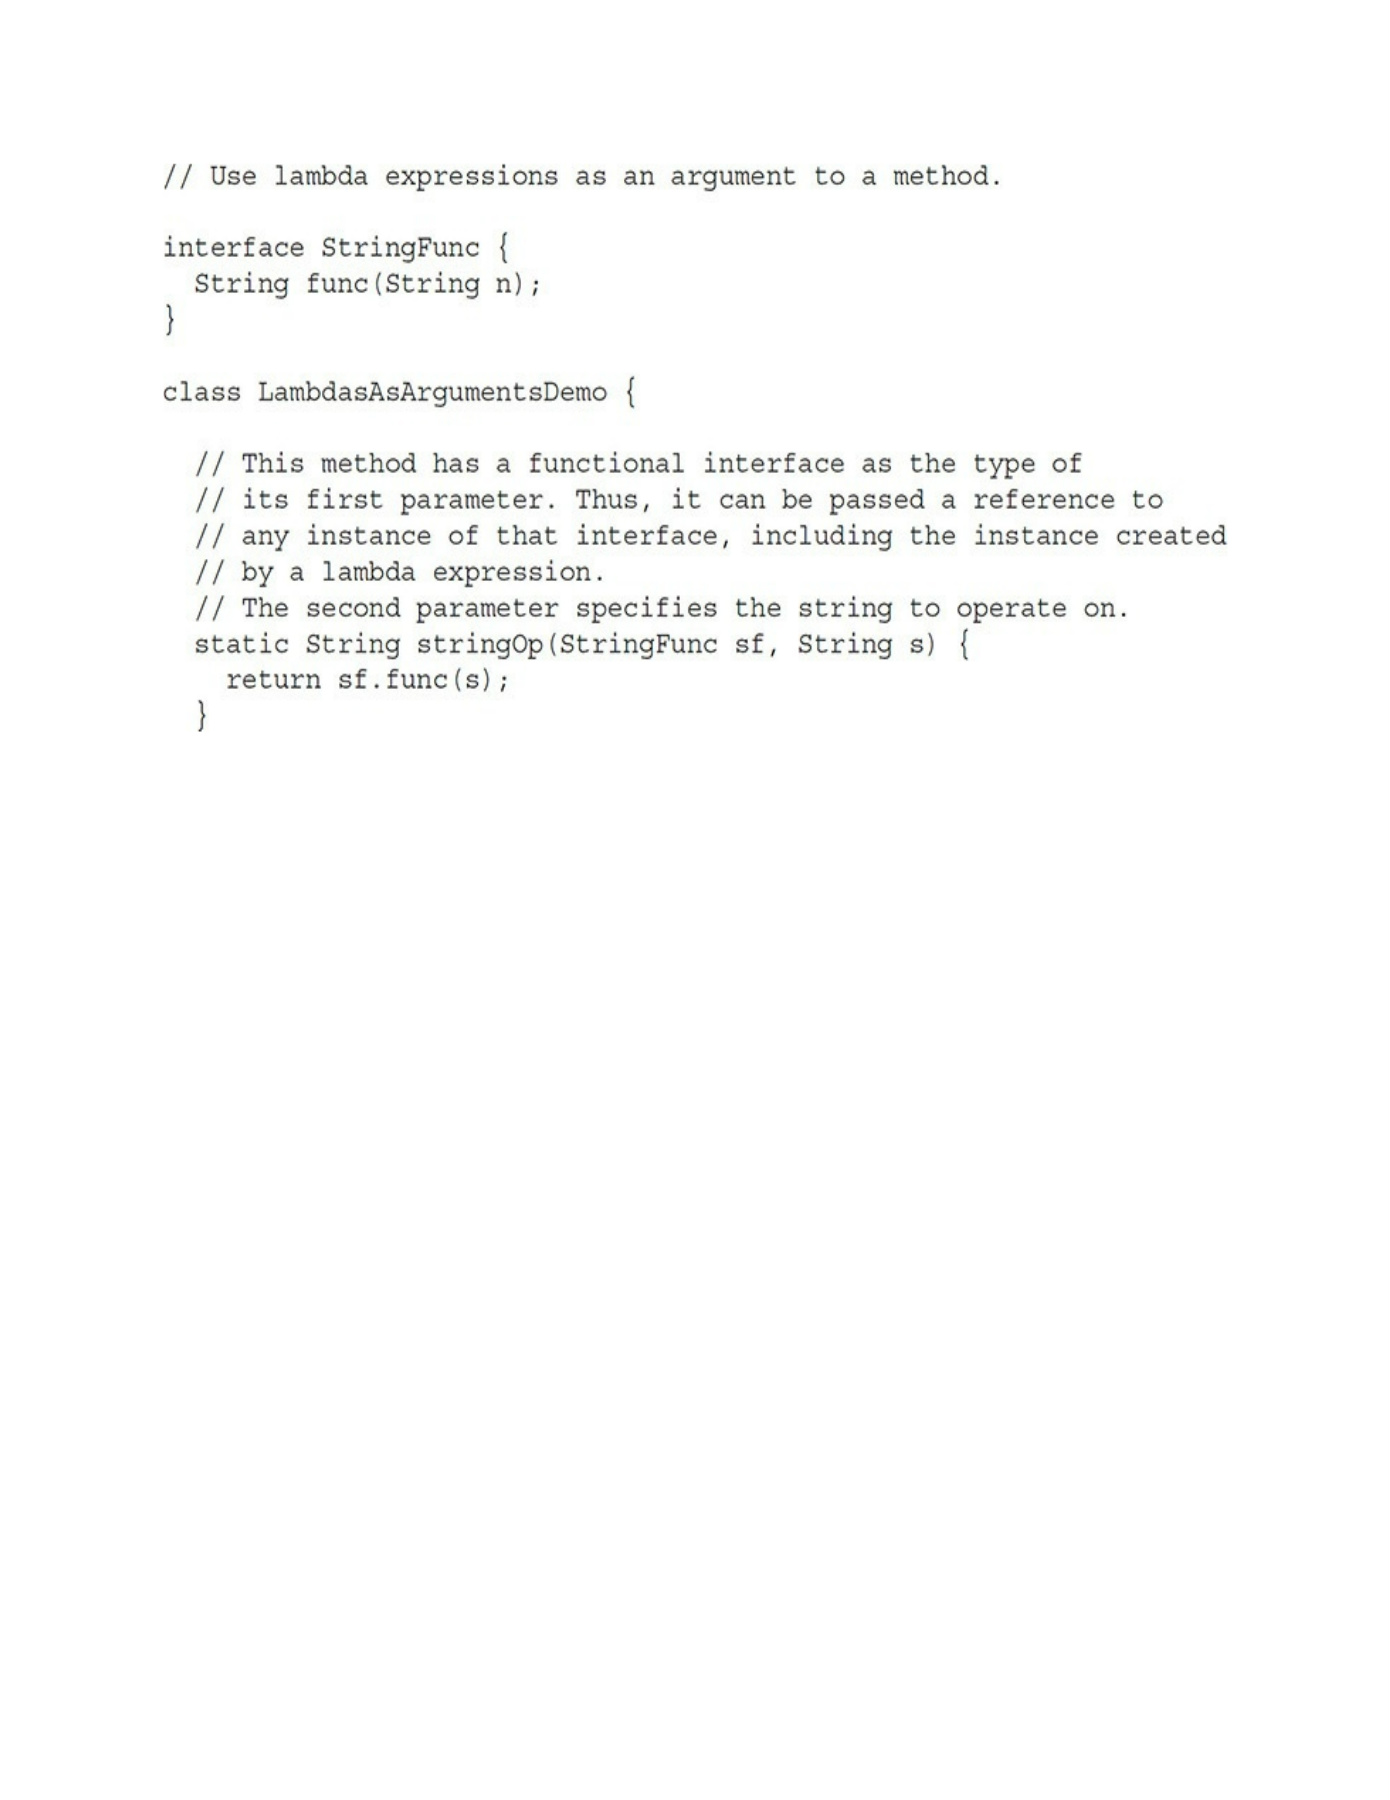 // Use lambda expressions as an argument to a method.
interface StringFunc {
String func(String n);
}
class LambdasAsArgumentsDemo {
// This method has a functional interface as the type of
// its first parameter. Thus, it can be passed a reference to
// any instance of that interface, including the instance created
// by a lambda expression.
// The second parameter specifies the string to operate on.
static String stringOp(StringFunc sf, String s) {
return sf.func(s);
}